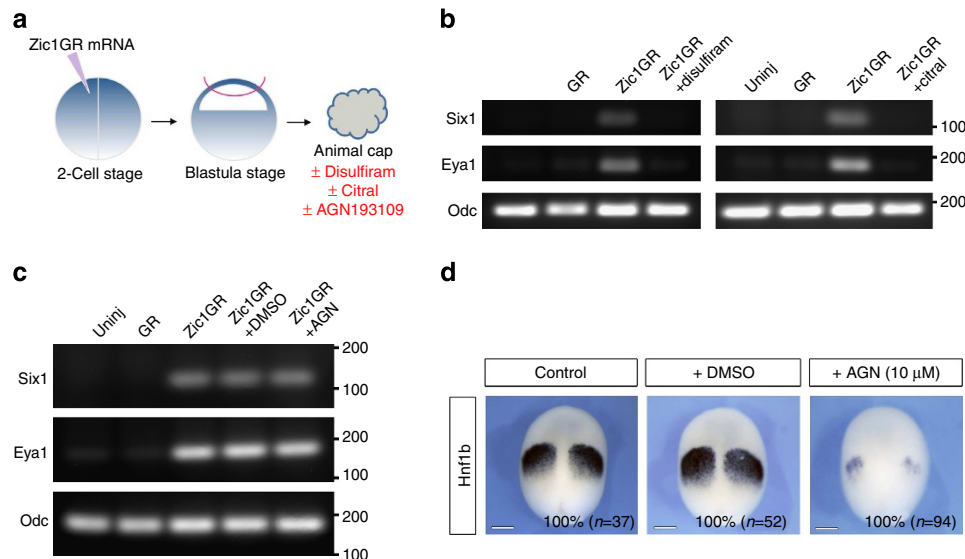 a
Zic1GR mRNA
2-Cell stage
Blastula stage
Animal cap
± Disulfiram
± Citral
± AGN193109
b
GR
Zic1GR
Zic1GR
+disulfiram
Uninj
GR
Zic1GR
Zic1GR
+citral
Six1
100
Eya1
200
Odc
200
c
Uninj
GR
Zic1GR
Zic1GR
+DMSO
Zic1GR
+AGN
Six1
200
100
Eya1
200
100
Odc
200
100
d
Control
+ DMSO
+ AGN (10 µM)
Hnf1b
100% (n=37)
100% (n=52)
100% (n=94)